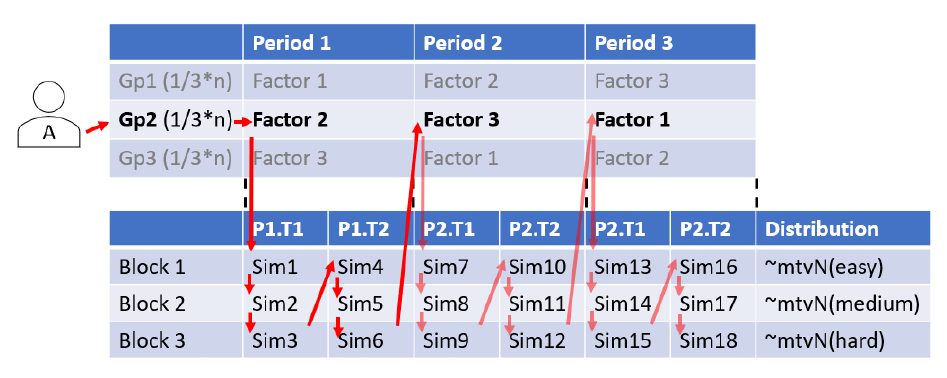 Period 1 Period 2 Period 3
Gp1 (1/3*n) Factor 1 Factor 2 Factor 3
A Gp2 (1/3*n) Factor 2 Factor 3 Factor 1
Gp3 (1/3*n) Factor 3 Factor 1 Factor 2
P1.T1 P1.T2 P2.T1 P2.T2 P2.T1 P2.T2 Distribution
Block 1 Sim1 Sim4 Sim7 Sim10 Sim13 Sim16 ~mtvN(easy)
Block 2 Sim2 Sim5 Sim8 Sim11 Sim14 Sim17 ~mtvN(medium)
Block 3 Sim3 Sim6 Sim9 Sim12 Sim15 Sim18 ~mtvN(hard)